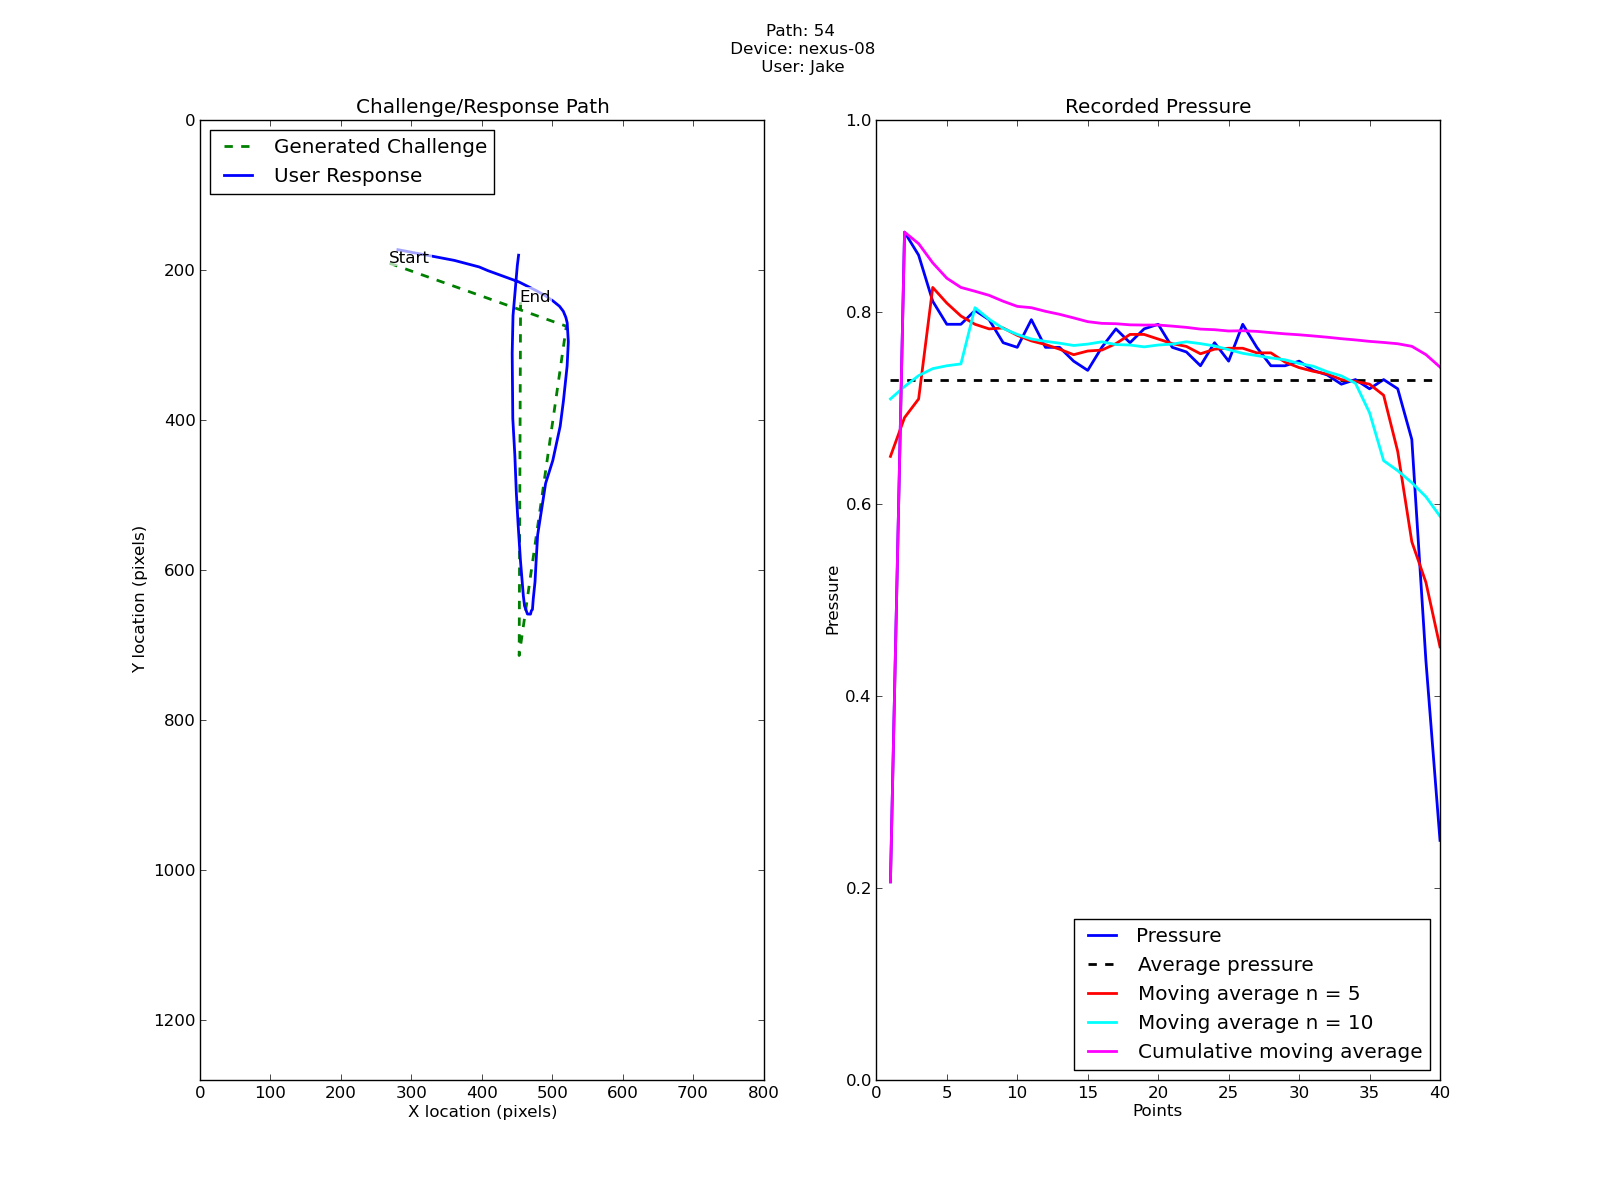 Path: 54
Device: nexus-08
User: Jake
Challenge/Response Path
Generated Challenge
User Response
Start
End
0
200
400
600
800
1000
1200
Y location (pixels)
0 100 200 300 400 500 600 700 800
X location (pixels)
Recorded Pressure
1.0
0.8
0.6
0.4
0.2
0.0
Pressure
Pressure
Average pressure
Moving average n = 5
Moving average n = 10
Cumulative moving average
0 5 10 15 20 25 30 35 40
Points